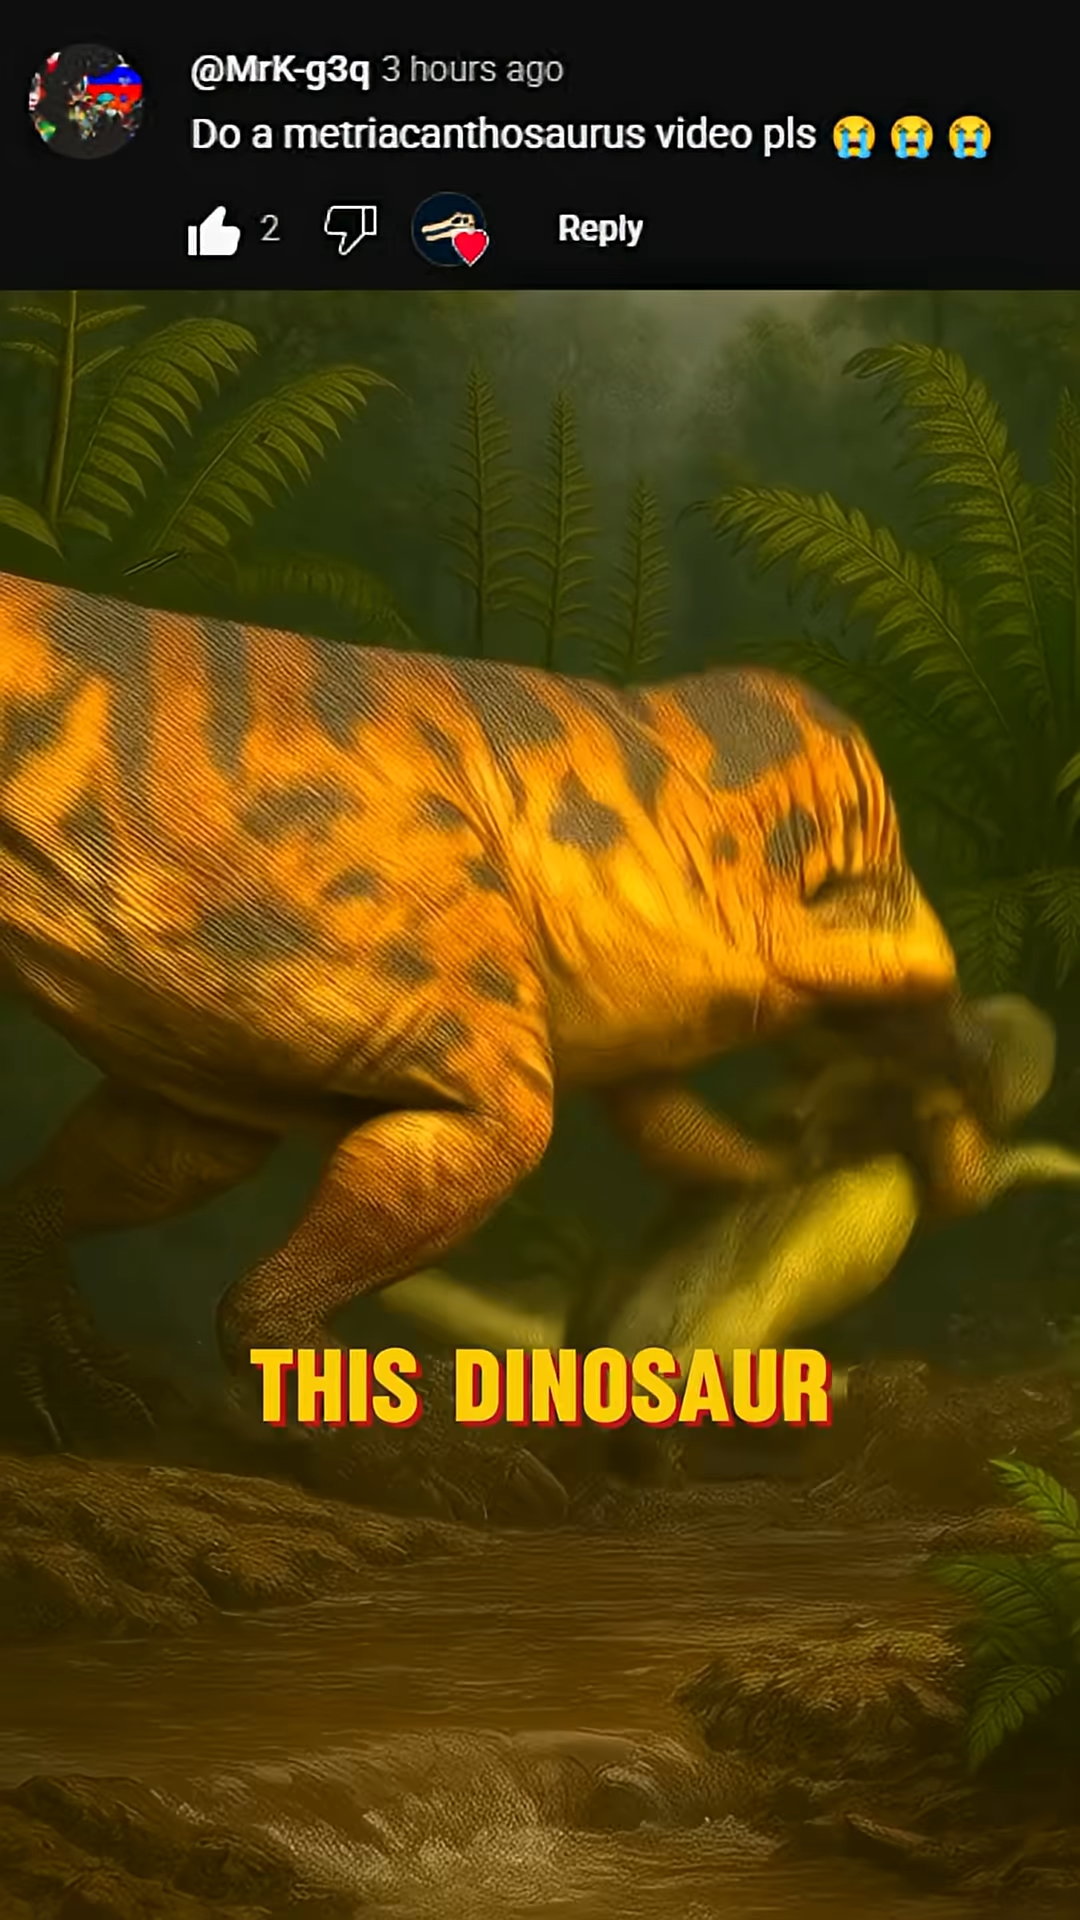 @MrK-g3q 3 hours ago
Do a metriacanthosaurus video pls 😭😭😭
2
Reply
THIS DINOSAUR